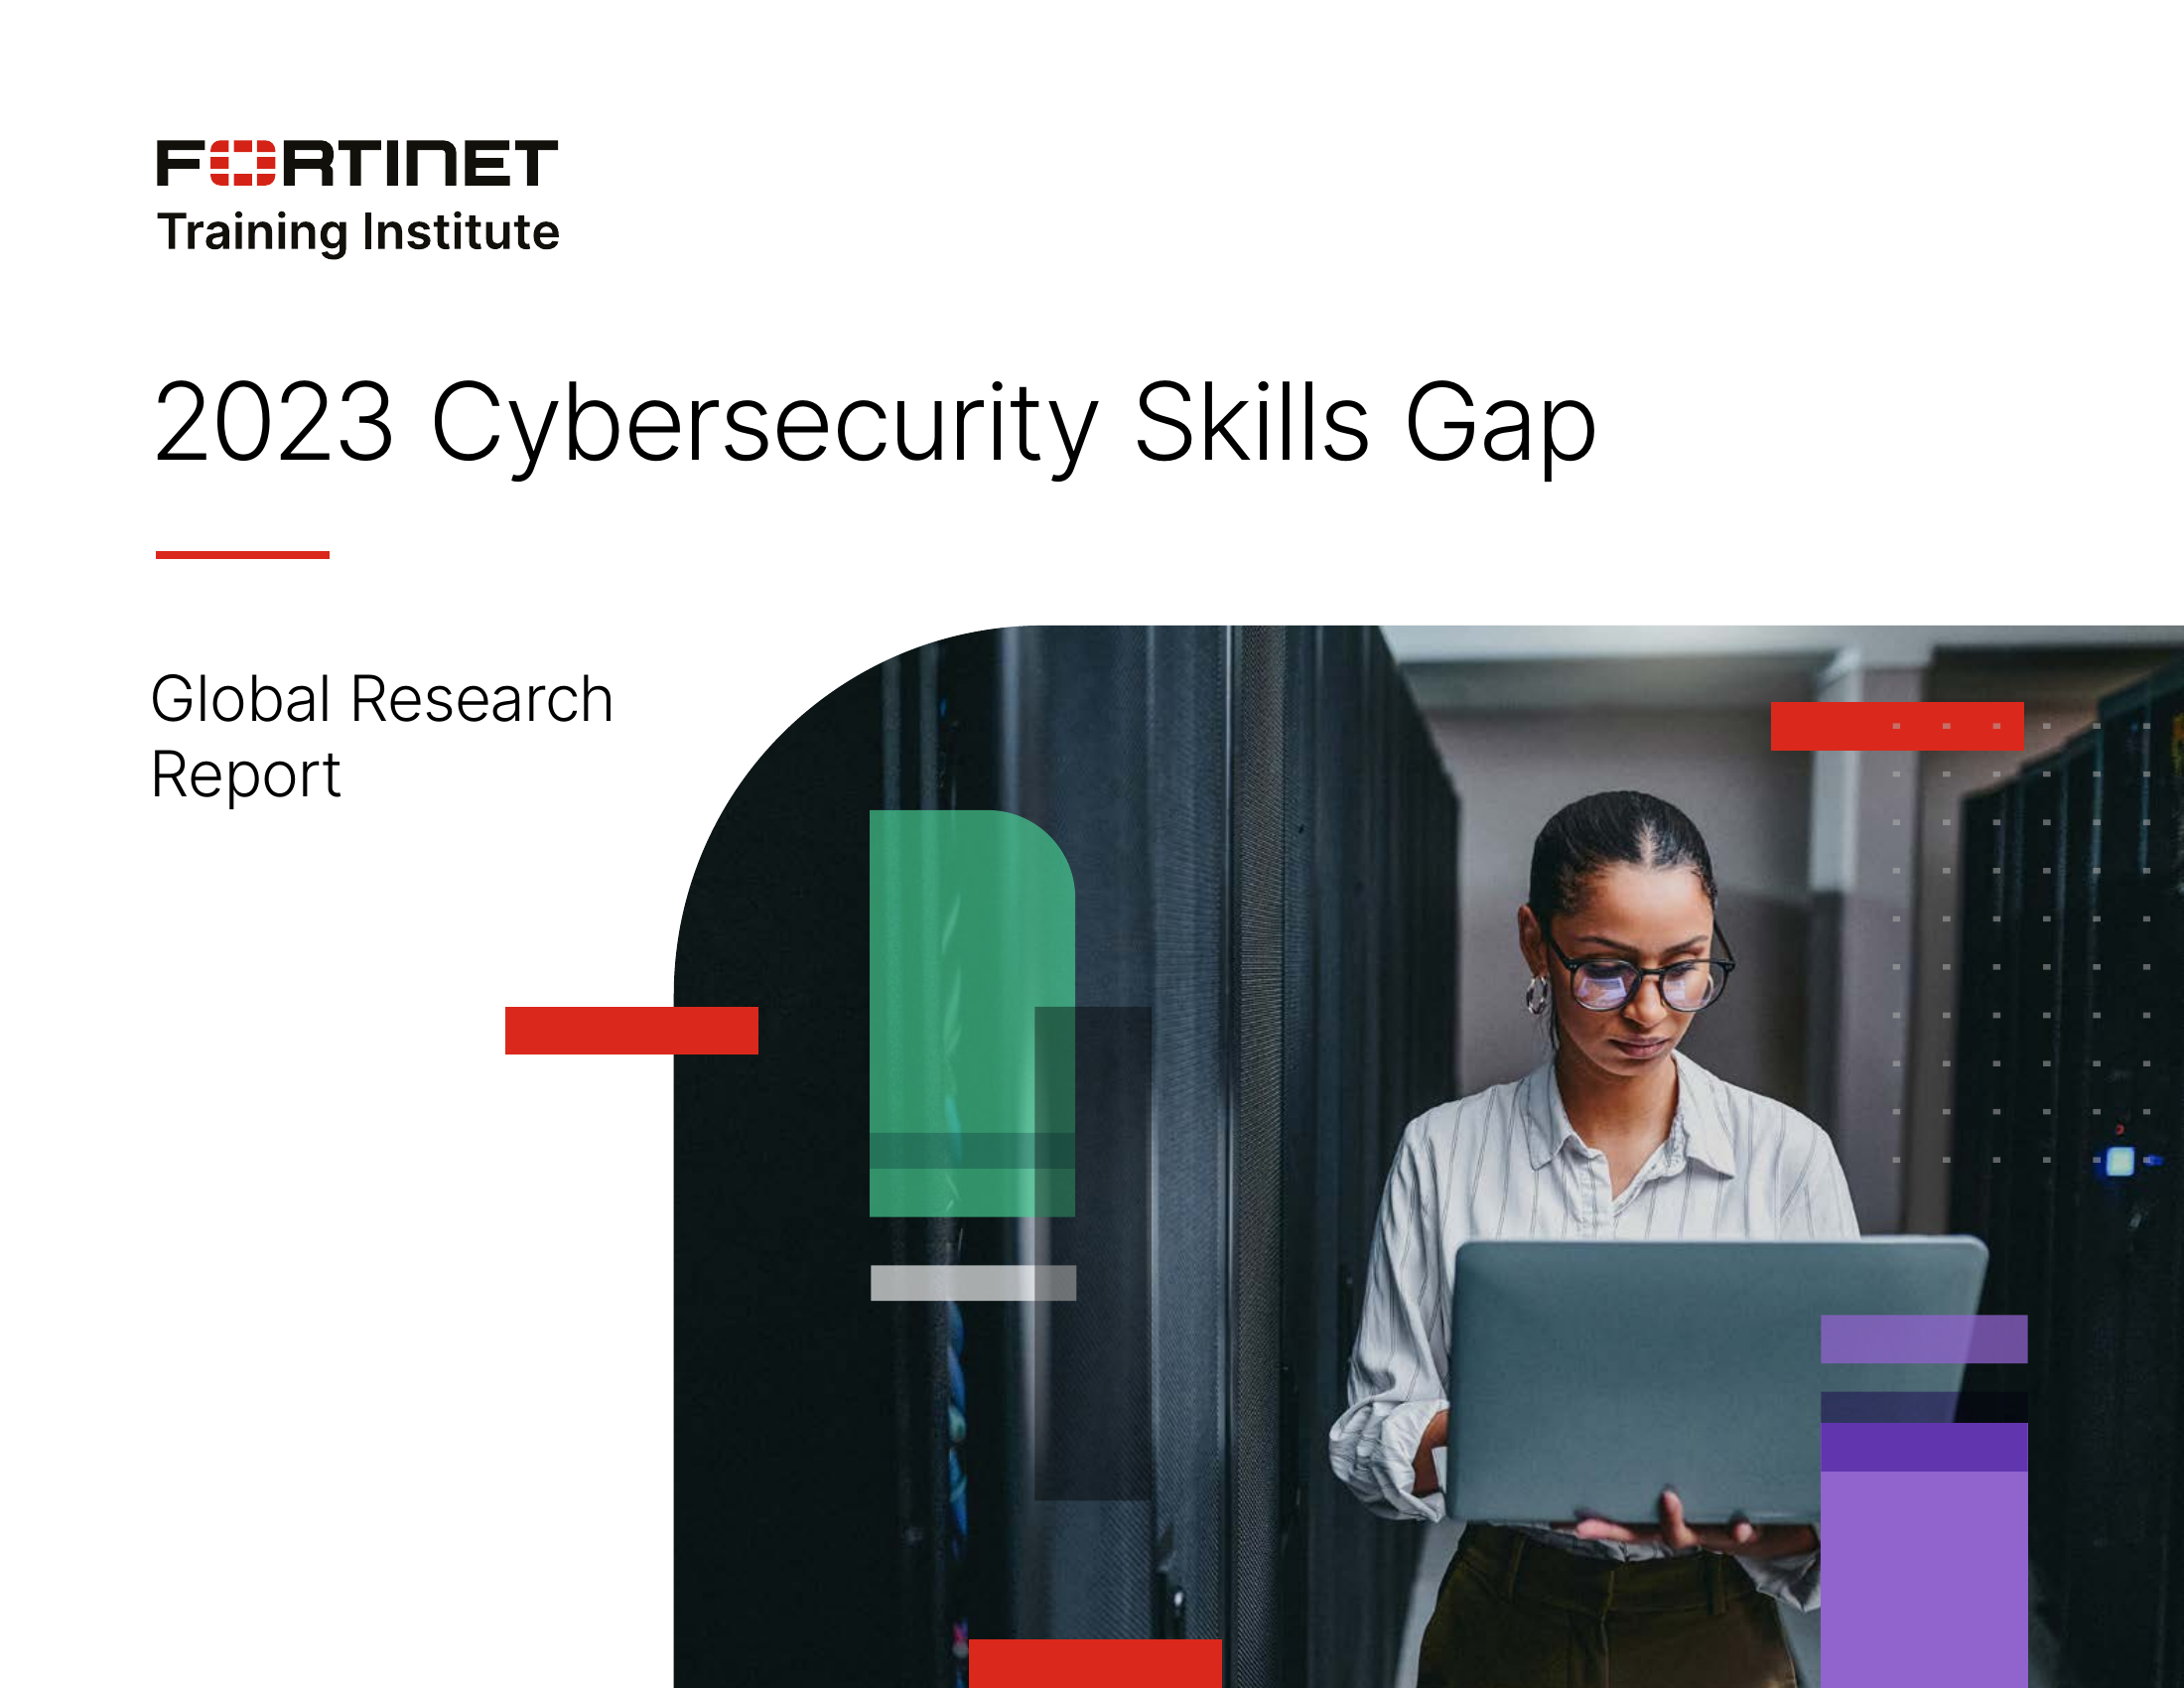 FORTINET
Training Institute
2023 Cybersecurity Skills Gap
Global Research
Report